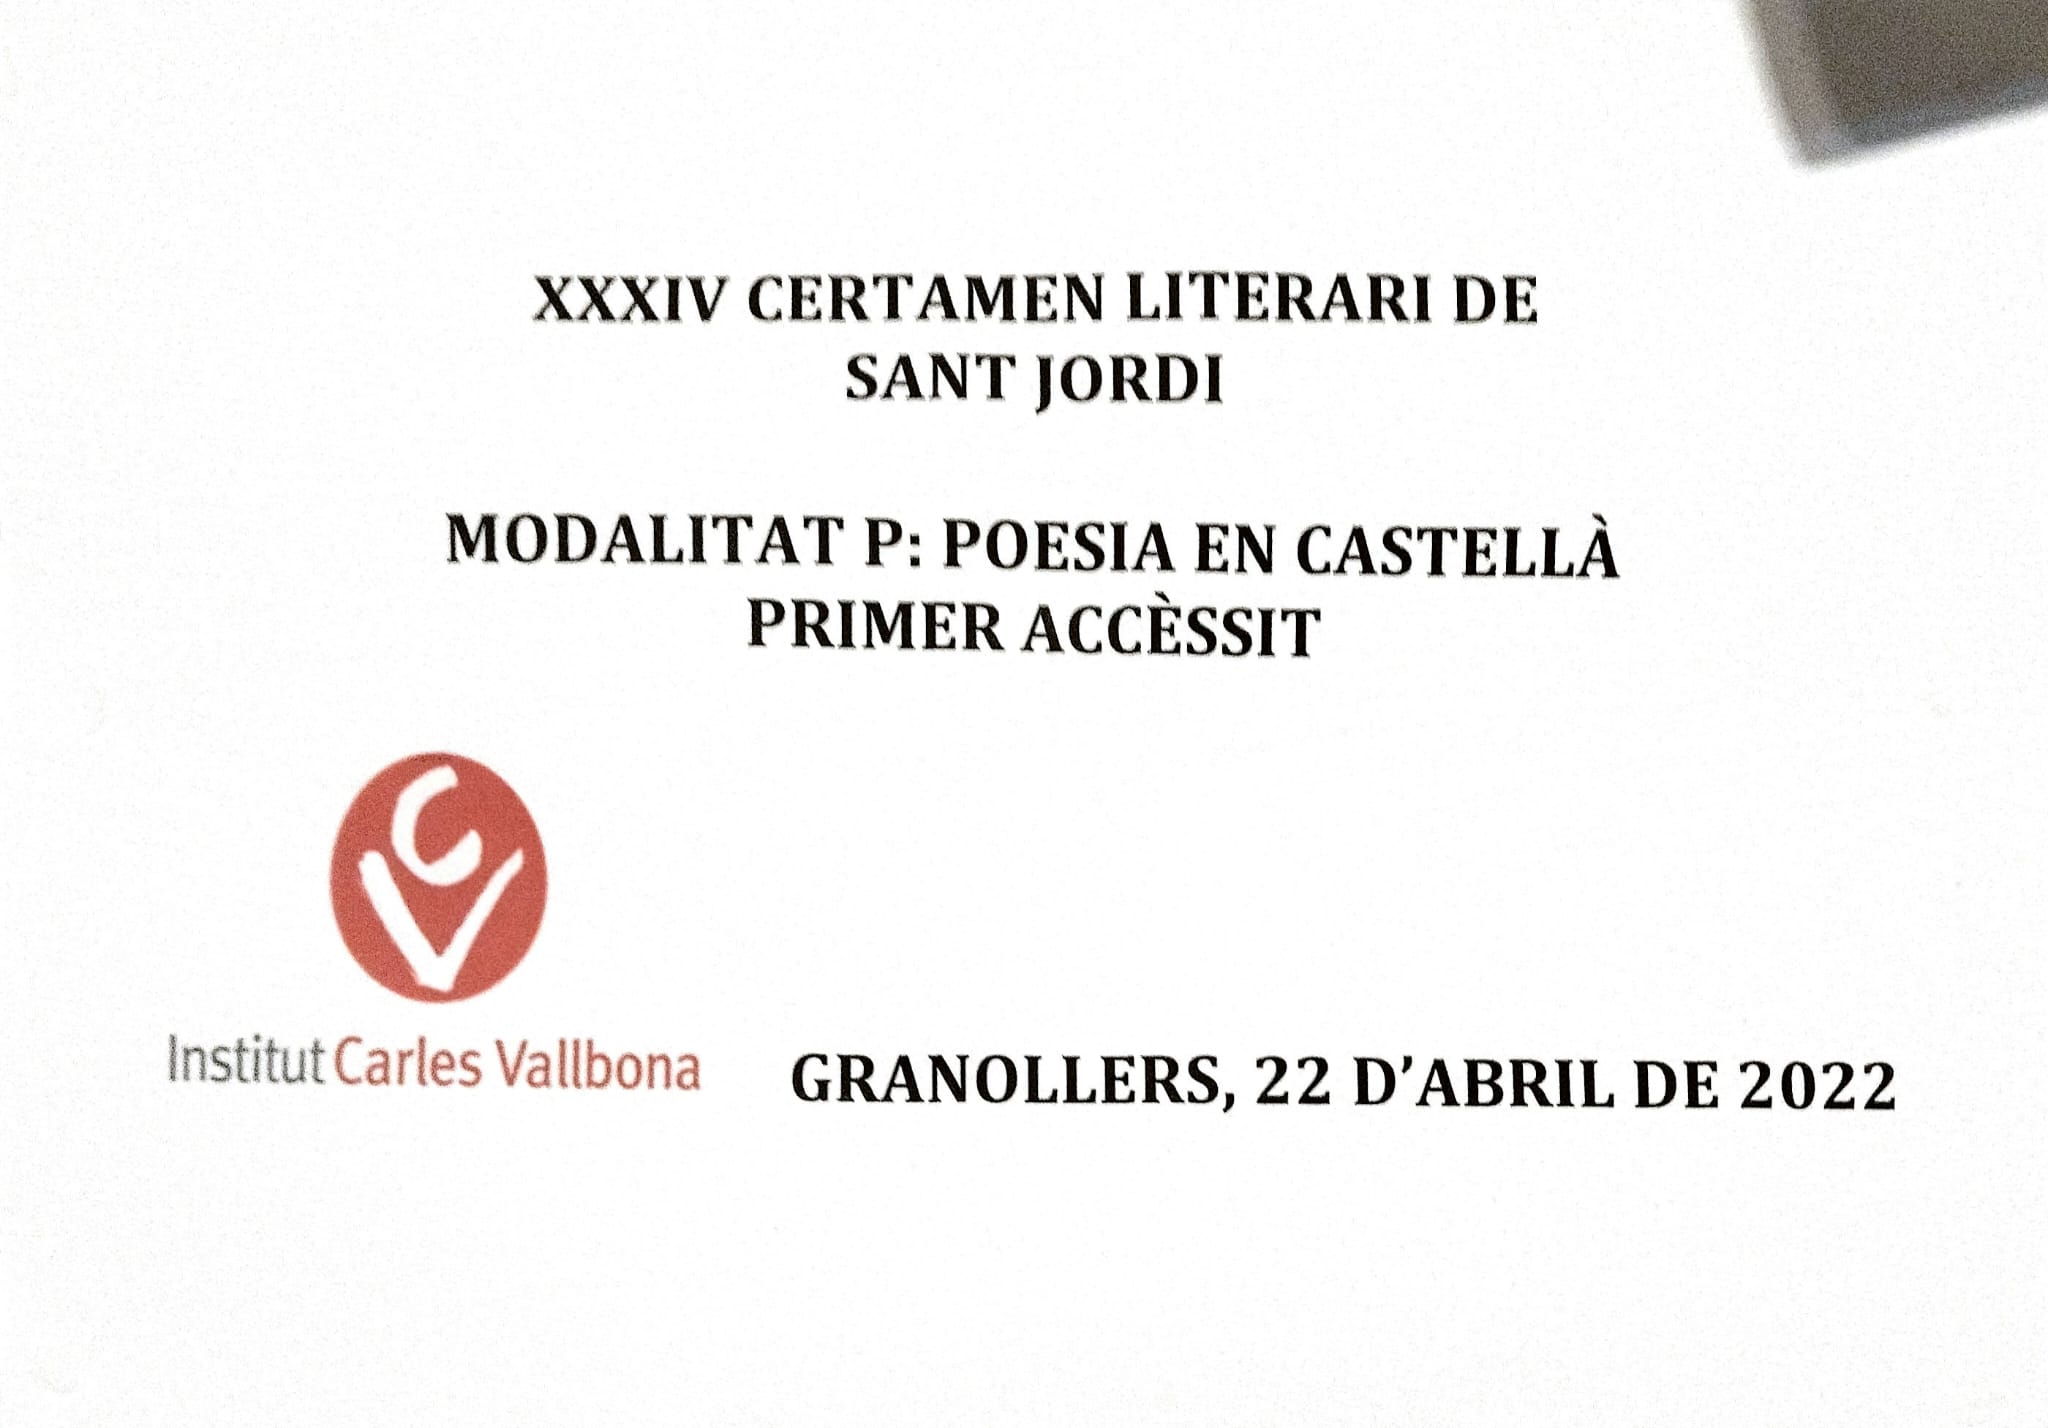 XXXIV CERTAMEN LITERARI DE
SANT JORDI
MODALITAT P: POESIA EN CASTELLÀ
PRIMER ACCÈSSIT
CV
Institut Carles Vallbona
GRANOLLERS, 22 D'ABRIL DE 2022